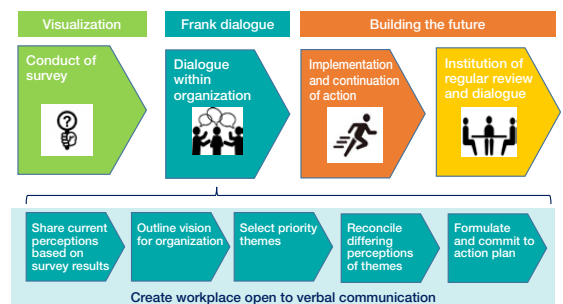 Visualization
Frank dialogue
Building the future
Conduct of
survey
?
Dialogue
within
organization
Implementation
and continuation
of action
Institution of
regular review
and dialogue
Share current
perceptions
based on
survey results
Outline vision
for organization
Select priority
themes
Reconcile
differing
perceptions
of themes
Formulate
and commit to
action plan
Create workplace open to verbal communication